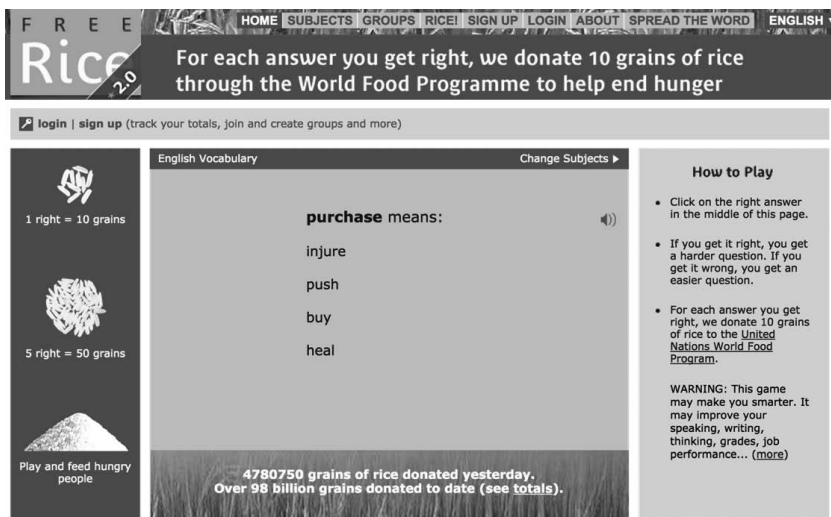 FREE
Rice
2.0
HOME SUBJECTS GROUPS RICE! SIGN UP LOGIN ABOUT SPREAD THE WORD ENGLISH
For each answer you get right, we donate 10 grains of rice
through the World Food Programme to help end hunger
login | sign up (track your totals, join and create groups and more)
1 right = 10 grains
5 right = 50 grains
Play and feed hungry
people
English Vocabulary Change Subjects ▶
purchase means:
injure
push
buy
heal
4780750 grains of rice donated yesterday.
Over 98 billion grains donated to date (see totals).
How to Play
• Click on the right answer
in the middle of this page.
• If you get it right, you get
a harder question. If you
get it wrong, you get an
easier question.
• For each answer you get
right, we donate 10 grains
of rice to the United
Nations World Food
Program.
WARNING: This game
may make you smarter. It
may improve your
speaking, writing,
thinking, grades, job
performance... (more)